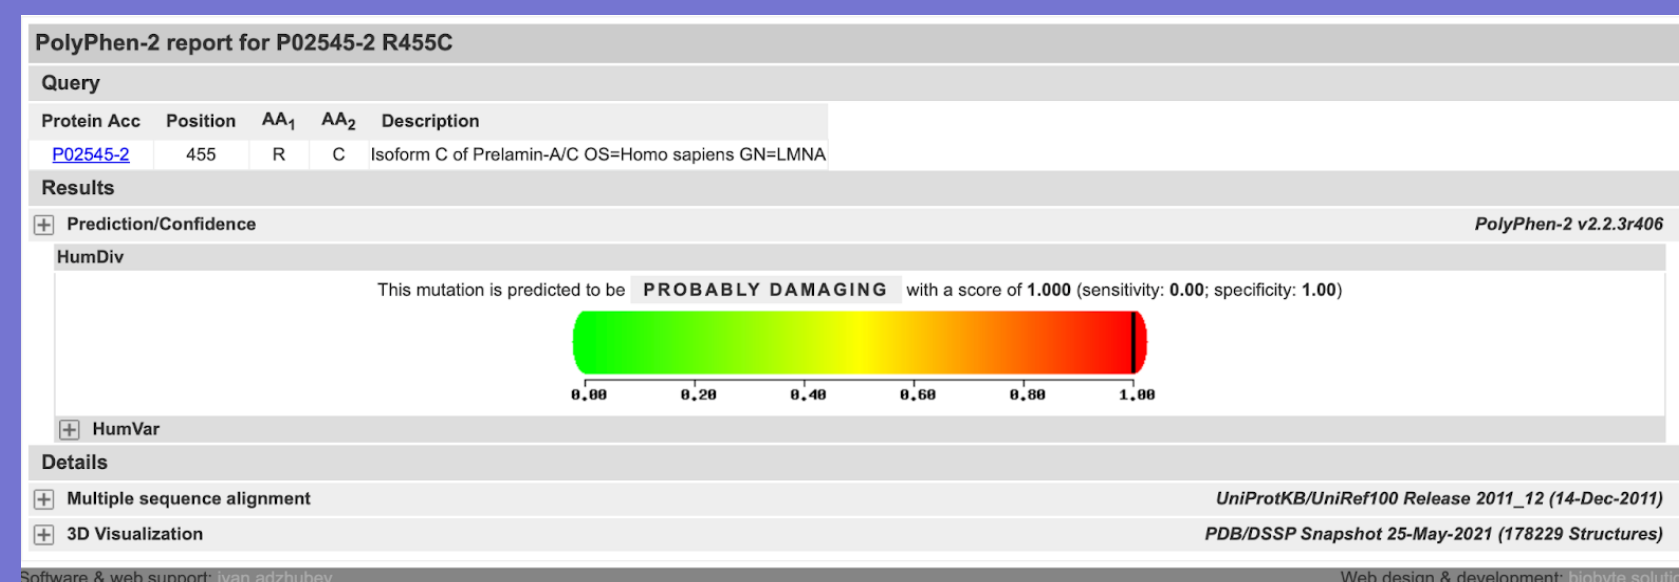 PolyPhen-2 report for P02545-2 R455C
Query
Protein Acc Position AA1 AA2 Description
P02545-2 455 R C Isoform C of Prelamin-A/C OS=Homo sapiens GN=LMNA
Results
Prediction/Confidence PolyPhen-2 v2.2.3r406
HumDiv
This mutation is predicted to be PROBABLY DAMAGING with a score of 1.000 (sensitivity: 0.00; specificity: 1.00)
0.00 0.20 0.40 0.60 0.80 1.00
HumVar
Details
Multiple sequence alignment UniProtKB/UniRef100 Release 2011_12 (14-Dec-2011)
3D Visualization PDB/DSSP Snapshot 25-May-2021 (178229 Structures)
Software & web support: ivan adzhubey Web design & development: biobyte